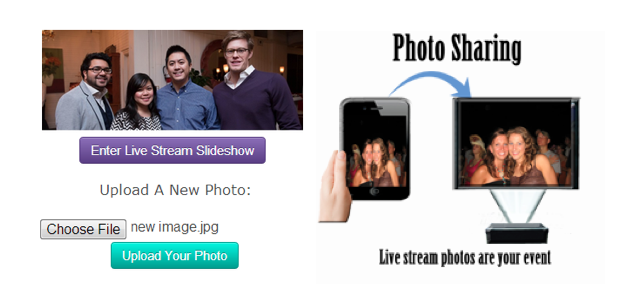 Enter Live Stream Slideshow
Upload A New Photo:
Choose File new image.jpg
Upload Your Photo
Photo Sharing
Live stream photos are your event